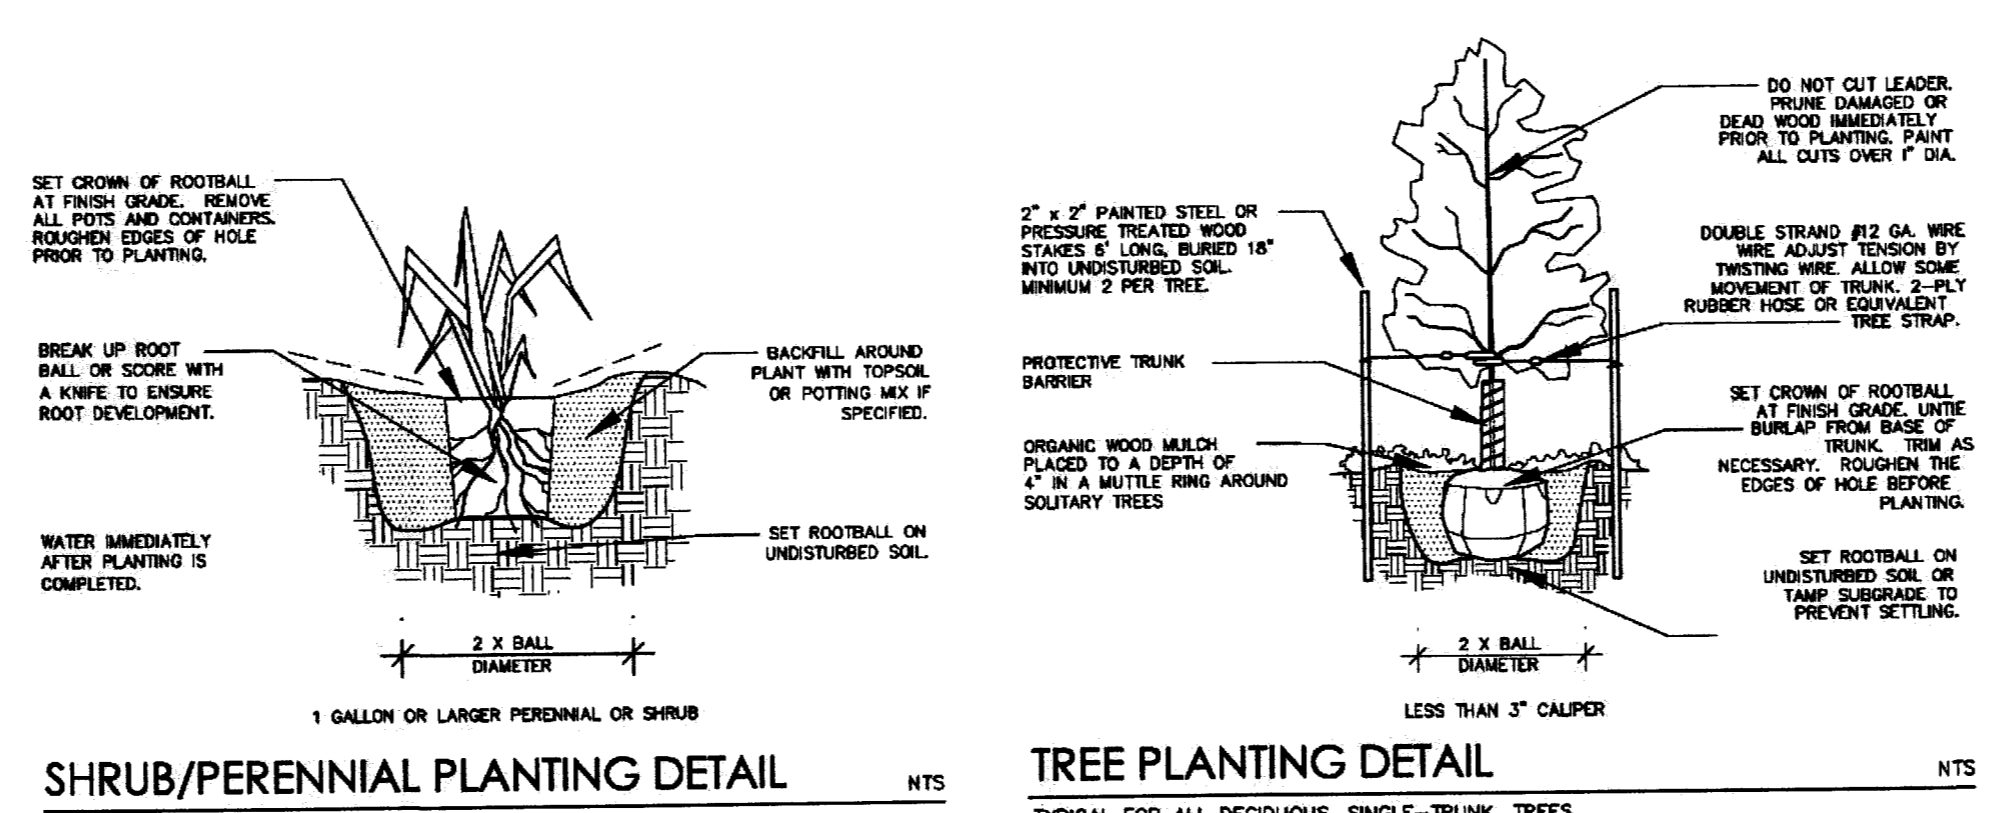 SET CROWN OF ROOTBALL
AT FINISH GRADE. REMOVE
ALL POTS AND CONTAINERS.
ROUGHEN EDGES OF HOLE
PRIOR TO PLANTING.
BREAK UP ROOT
BALL OR SCORE WITH
A KNIFE TO ENSURE
ROOT DEVELOPMENT.
WATER IMMEDIATELY
AFTER PLANTING IS
COMPLETED.
BACKFILL AROUND
PLANT WITH TOPSOIL
OR POTTING MIX IF
SPECIFIED.
SET ROOTBALL ON
UNDISTURBED SOIL.
2 X BALL
DIAMETER
1 GALLON OR LARGER PERENNIAL OR SHRUB
SHRUB/PERENNIAL PLANTING DETAIL
NTS
2" x 2" PAINTED STEEL OR
PRESSURE TREATED WOOD
STAKES 6' LONG, BURIED 18"
INTO UNDISTURBED SOIL.
MINIMUM 2 PER TREE.
PROTECTIVE TRUNK
BARRIER
ORGANIC WOOD MULCH
PLACED TO A DEPTH OF
4" IN A MUTTLE RING AROUND
SOLITARY TREES
DO NOT CUT LEADER.
PRUNE DAMAGED OR
DEAD WOOD IMMEDIATELY
PRIOR TO PLANTING. PAINT
ALL CUTS OVER 1" DIA.
DOUBLE STRAND #12 GA. WIRE
WIRE ADJUST TENSION BY
TWISTING WIRE. ALLOW SOME
MOVEMENT OF TRUNK. 2-PLY
RUBBER HOSE OR EQUIVALENT
TREE STRAP.
SET CROWN OF ROOTBALL
AT FINISH GRADE. UNTIE
BURLAP FROM BASE OF
TRUNK. TRIM AS
NECESSARY. ROUGHEN THE
EDGES OF HOLE BEFORE
PLANTING.
SET ROOTBALL ON
UNDISTURBED SOIL OR
TAMP SUBGRADE TO
PREVENT SETTLING.
2 X BALL
DIAMETER
LESS THAN 3" CALIPER
TREE PLANTING DETAIL
NTS
TYPICAL FOR ALL DECIDUOUS SINGLE-TRUNK TREES